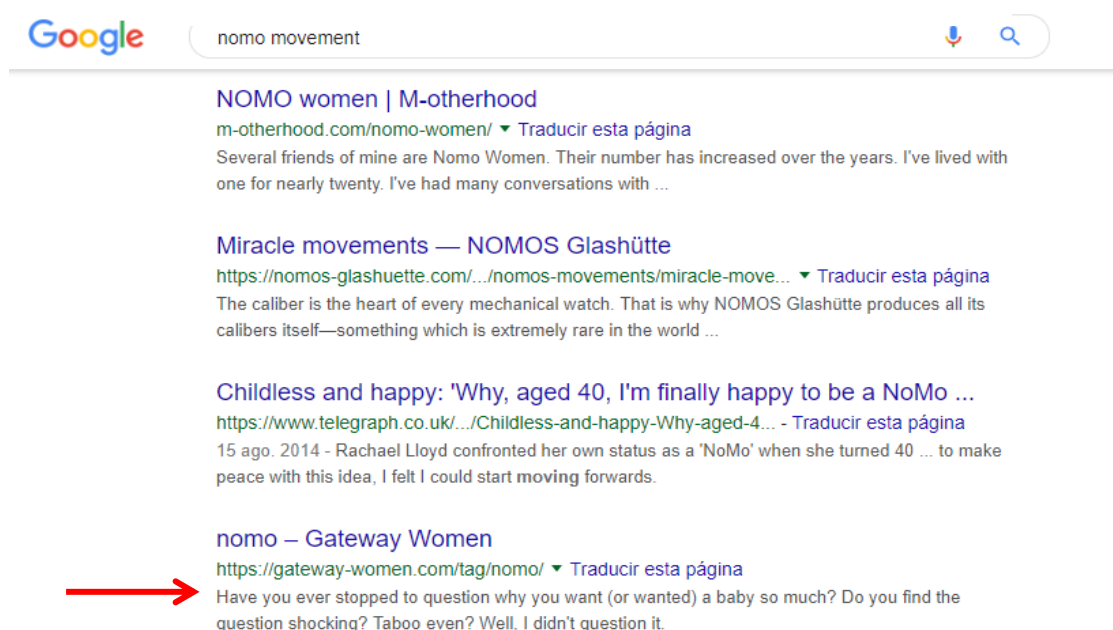 Google
nomo movement
NOMO women | M-otherhood
m-otherhood.com/nomo-women/ ▼ Traducir esta página
Several friends of mine are Nomo Women. Their number has increased over the years. I've lived with
one for nearly twenty. I've had many conversations with ...
Miracle movements — NOMOS Glashütte
https://nomos-glashuette.com/.../nomos-movements/miracle-move... ▼ Traducir esta página
The caliber is the heart of every mechanical watch. That is why NOMOS Glashütte produces all its
calibers itself—something which is extremely rare in the world ...
Childless and happy: 'Why, aged 40, I'm finally happy to be a NoMo ...
https://www.telegraph.co.uk/.../Childless-and-happy-Why-aged-4... - Traducir esta página
15 ago. 2014 - Rachael Lloyd confronted her own status as a 'NoMo' when she turned 40 ... to make
peace with this idea, I felt I could start moving forwards.
nomo – Gateway Women
https://gateway-women.com/tag/nomo/ ▼ Traducir esta página
Have you ever stopped to question why you want (or wanted) a baby so much? Do you find the
question shocking? Taboo even? Well, I didn't question it.